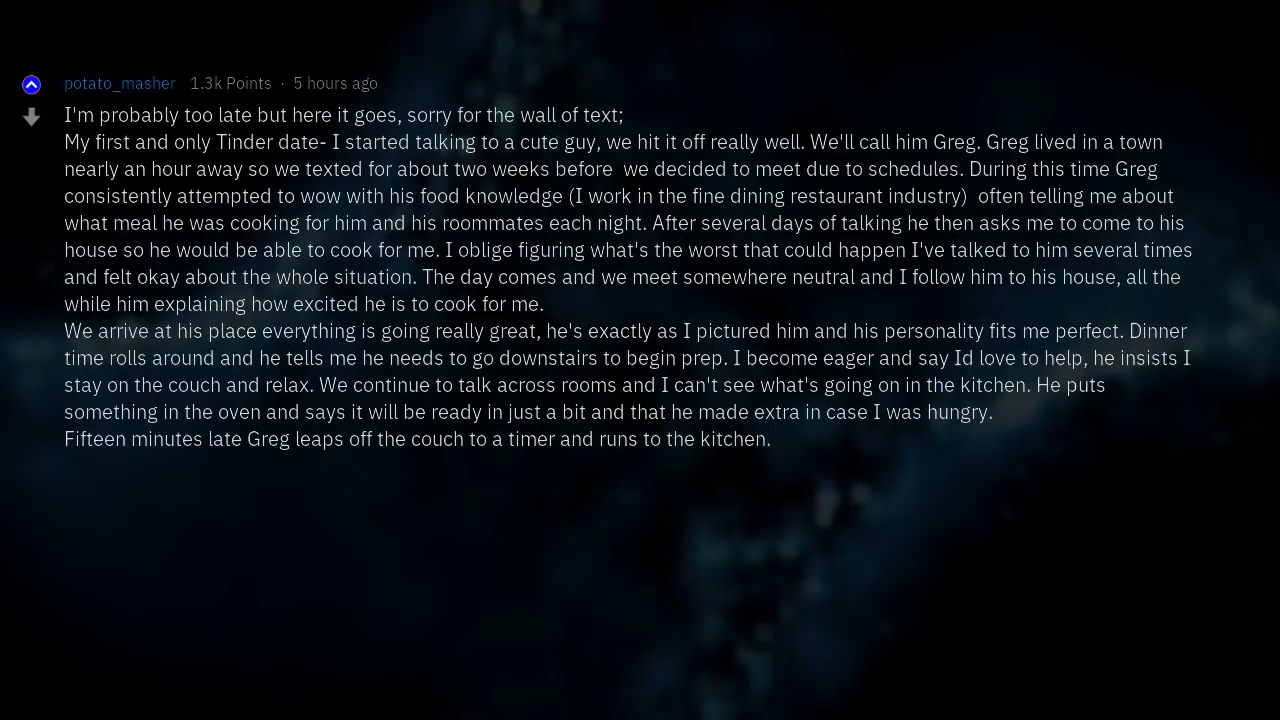 potato_masher 1.3k Points · 5 hours ago
I'm probably too late but here it goes, sorry for the wall of text;
My first and only Tinder date- I started talking to a cute guy, we hit it off really well. We'll call him Greg. Greg lived in a town
nearly an hour away so we texted for about two weeks before  we decided to meet due to schedules. During this time Greg
consistently attempted to wow with his food knowledge (I work in the fine dining restaurant industry)  often telling me about
what meal he was cooking for him and his roommates each night. After several days of talking he then asks me to come to his
house so he would be able to cook for me. I oblige figuring what's the worst that could happen I've talked to him several times
and felt okay about the whole situation. The day comes and we meet somewhere neutral and I follow him to his house, all the
while him explaining how excited he is to cook for me.
We arrive at his place everything is going really great, he's exactly as I pictured him and his personality fits me perfect. Dinner
time rolls around and he tells me he needs to go downstairs to begin prep. I become eager and say Id love to help, he insists I
stay on the couch and relax. We continue to talk across rooms and I can't see what's going on in the kitchen. He puts
something in the oven and says it will be ready in just a bit and that he made extra in case I was hungry.
Fifteen minutes late Greg leaps off the couch to a timer and runs to the kitchen.